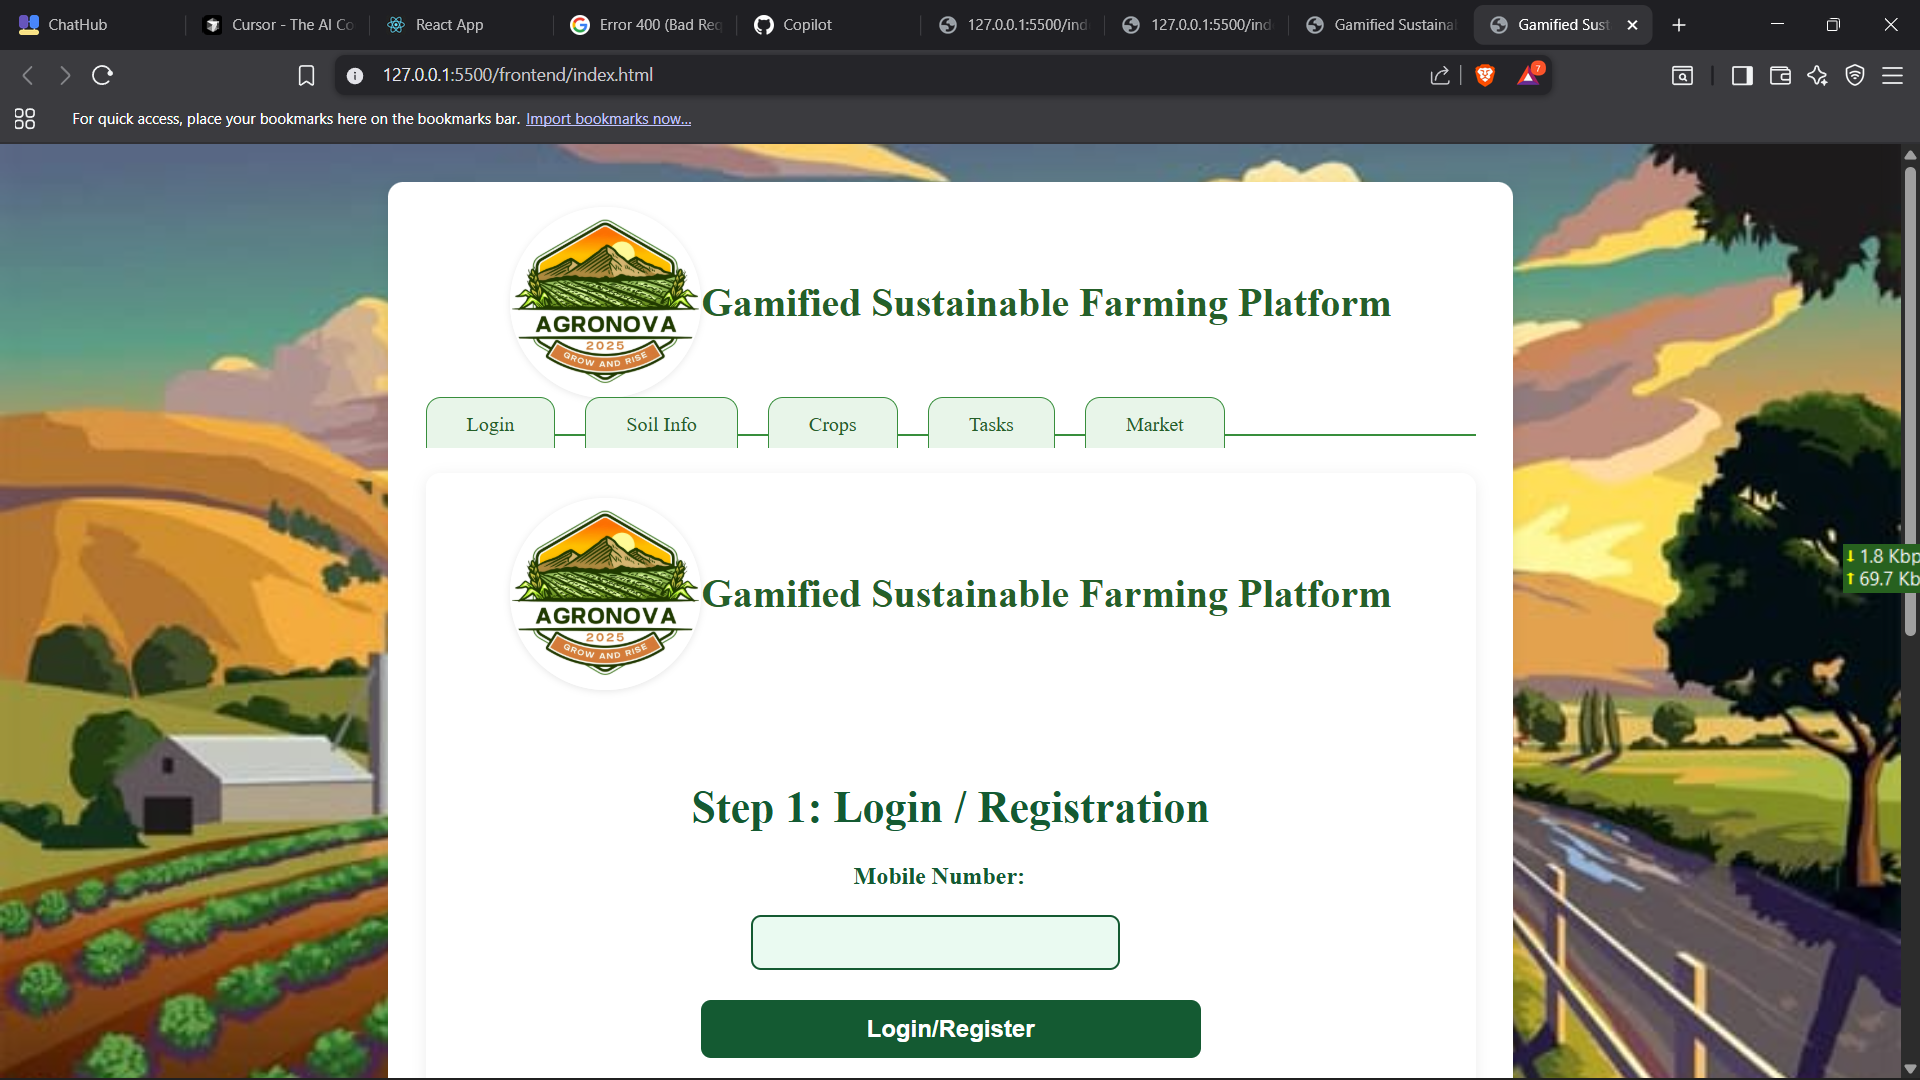 ChatHub
Cursor - The AI Co
React App
Error 400 (Bad Req
Copilot
127.0.0.1:5500/ind
127.0.0.1:5500/ind
Gamified Sustainal
Gamified Sust
127.0.0.1:5500/frontend/index.html
7
For quick access, place your bookmarks here on the bookmarks bar. Import bookmarks now...
AGRONOVA
2025
GROW AND RISE
Gamified Sustainable Farming Platform
Login
Soil Info
Crops
Tasks
Market
AGRONOVA
2025
GROW AND RISE
Gamified Sustainable Farming Platform
↓ 1.8 Kbp
↑ 69.7 Kb
Step 1: Login / Registration
Mobile Number:
Login/Register